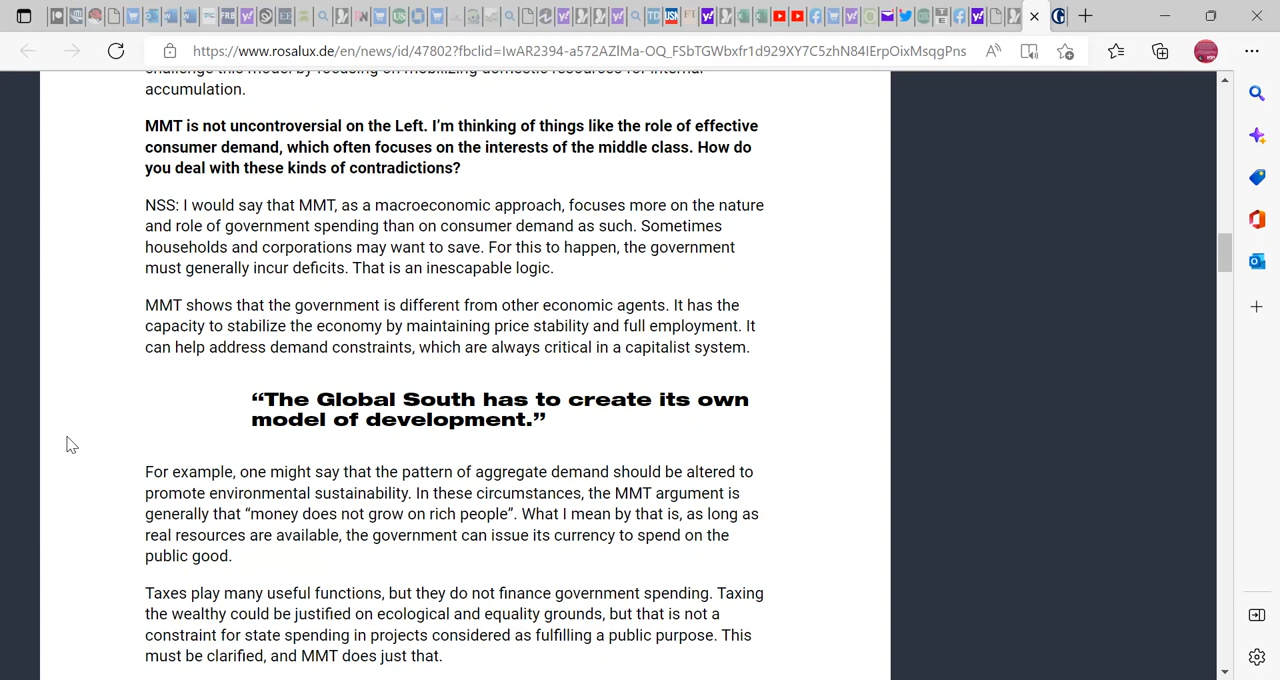 https://www.rosalux.de/en/news/id/47802?fbclid=IwAR2394-a572AZlMa-OQ_FSbTGWbxfr1d929XY7C5zhN84IErpOixMsqgPns
accumulation.
MMT is not uncontroversial on the Left. I'm thinking of things like the role of effective
consumer demand, which often focuses on the interests of the middle class. How do
you deal with these kinds of contradictions?
NSS: I would say that MMT, as a macroeconomic approach, focuses more on the nature
and role of government spending than on consumer demand as such. Sometimes
households and corporations may want to save. For this to happen, the government
must generally incur deficits. That is an inescapable logic.
MMT shows that the government is different from other economic agents. It has the
capacity to stabilize the economy by maintaining price stability and full employment. It
can help address demand constraints, which are always critical in a capitalist system.
“The Global South has to create its own
model of development.”
For example, one might say that the pattern of aggregate demand should be altered to
promote environmental sustainability. In these circumstances, the MMT argument is
generally that “money does not grow on rich people”. What I mean by that is, as long as
real resources are available, the government can issue its currency to spend on the
public good.
Taxes play many useful functions, but they do not finance government spending. Taxing
the wealthy could be justified on ecological and equality grounds, but that is not a
constraint for state spending in projects considered as fulfilling a public purpose. This
must be clarified, and MMT does just that.